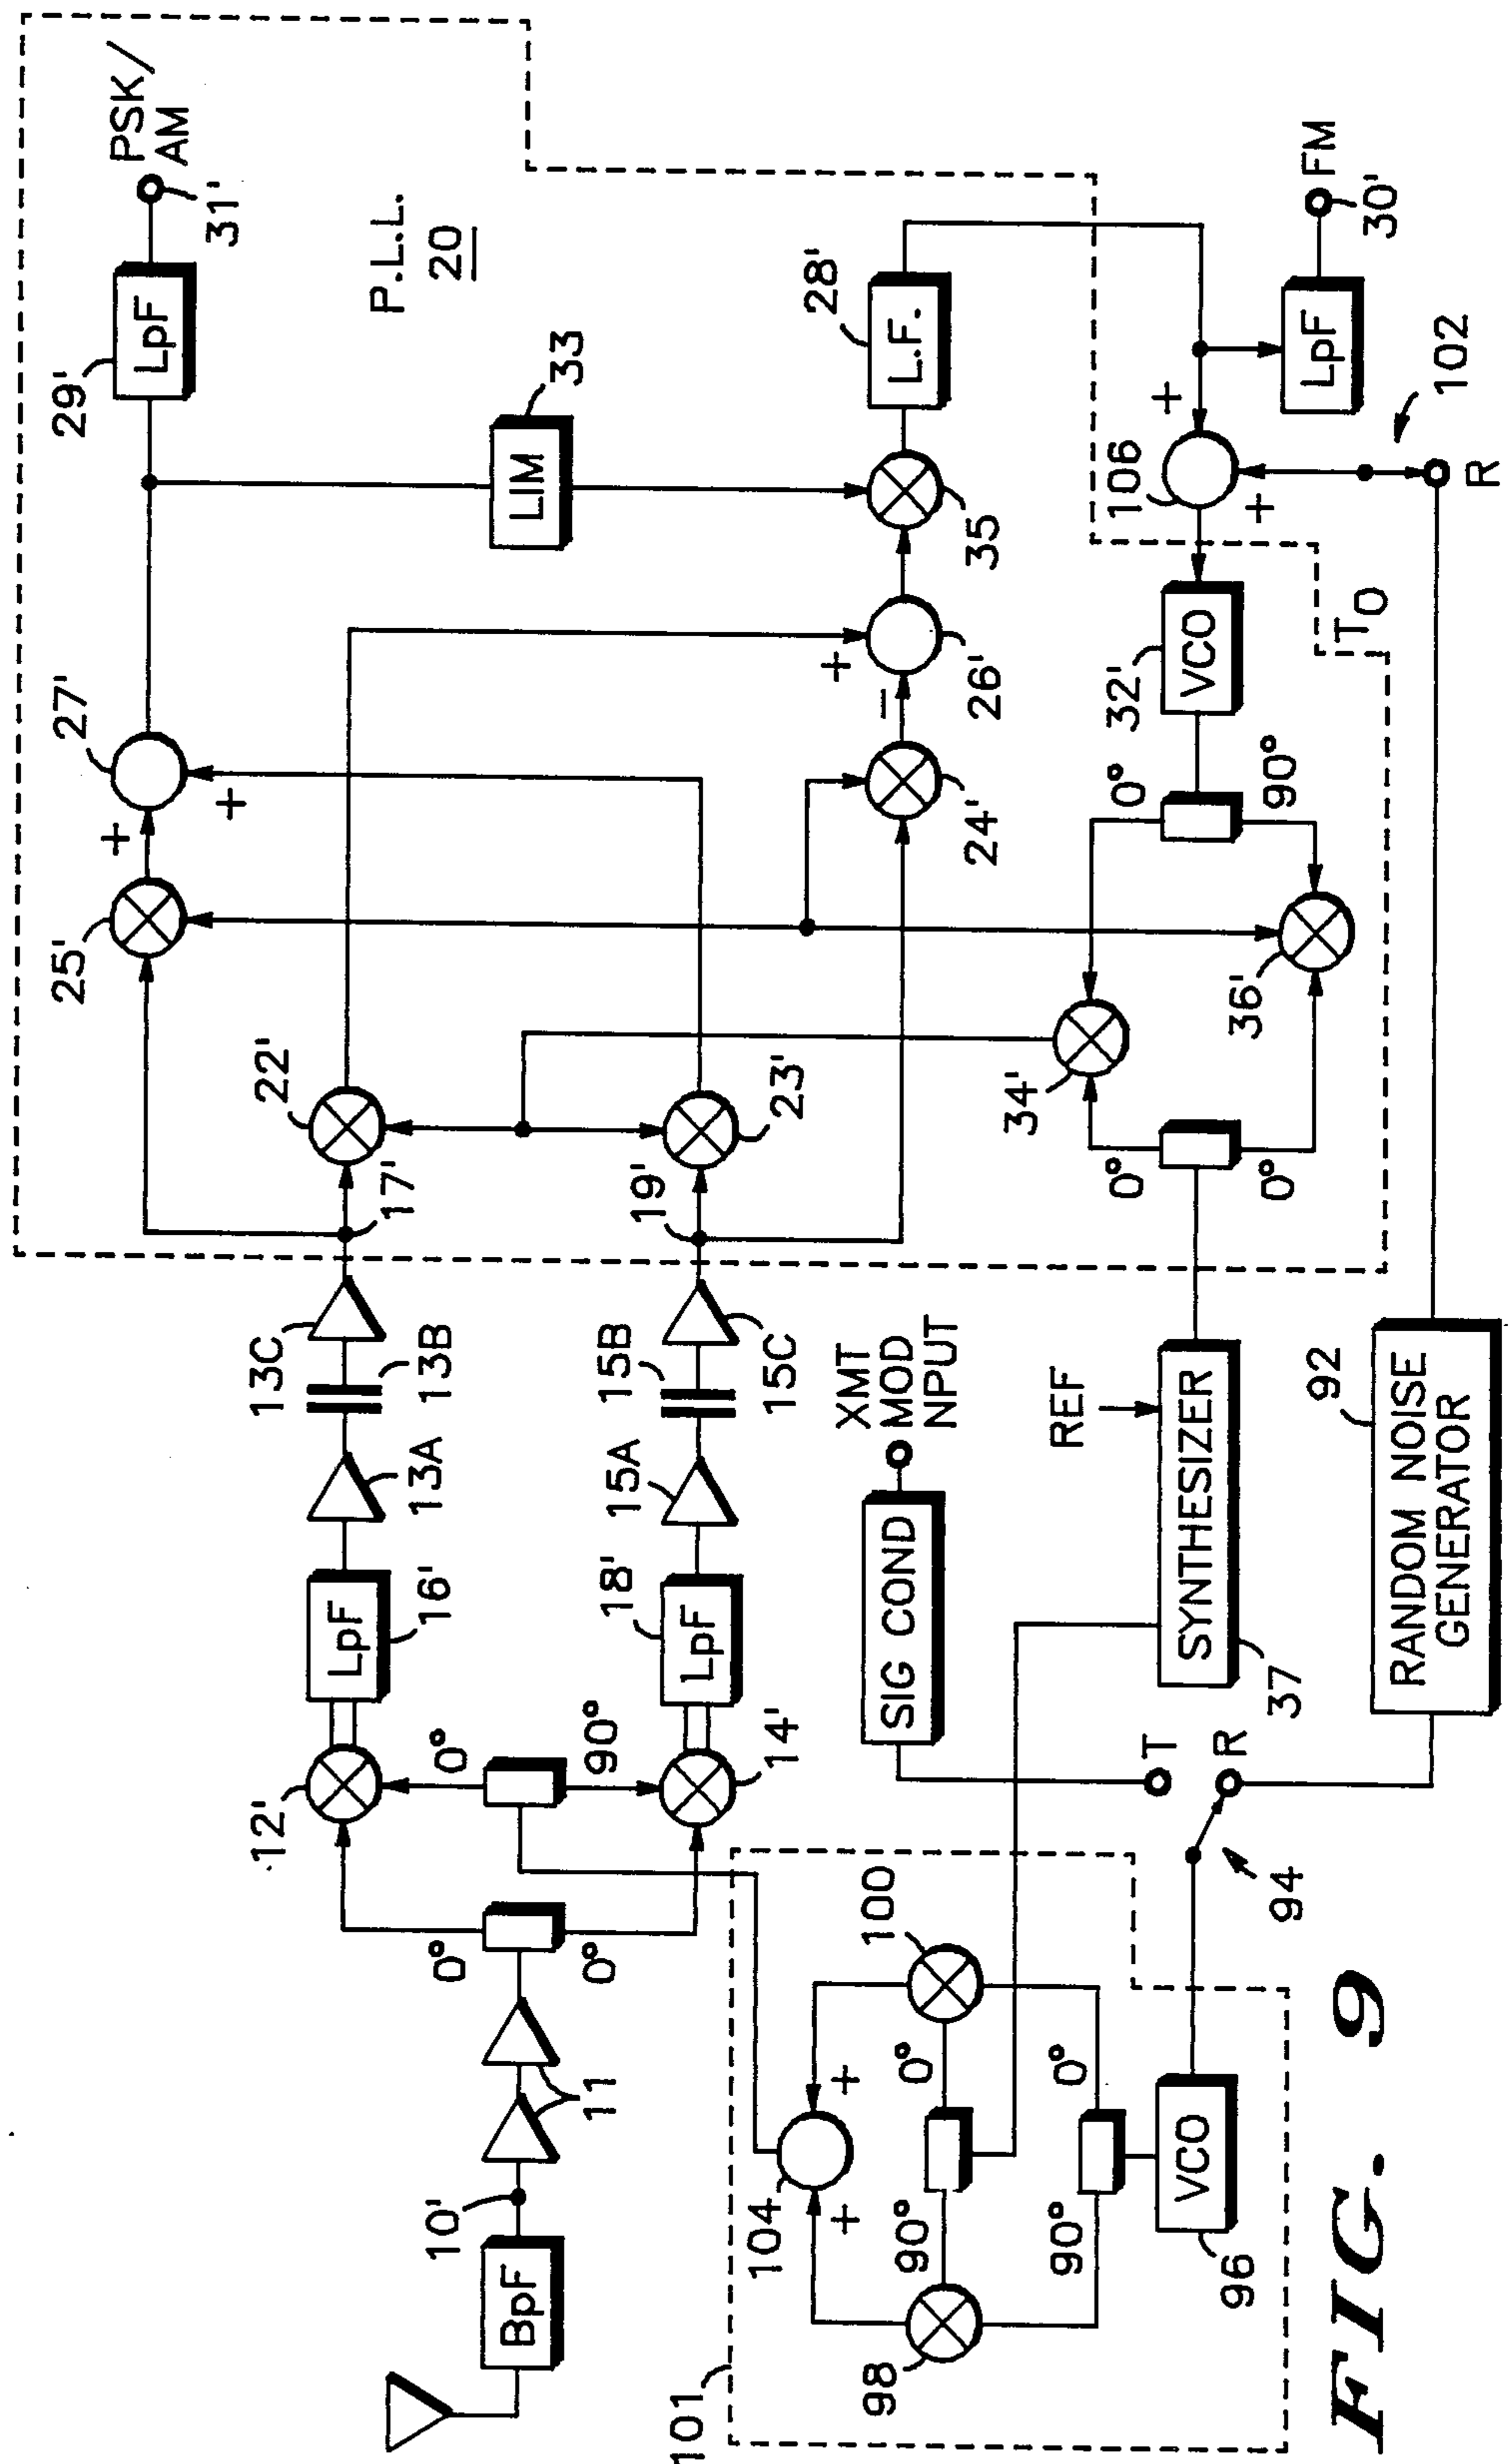 PSK/
AM
31'
LpF
29'
P.L.L.
20
LIM
33
27'
+
+
25'
22'
17'
23'
19'
+
−
26'
24'
35
L.F.
28'
FM
30'
LpF
+
106
+
102
R
T₀
VCO
32'
0°
90°
34'
36'
0°
0°
13C
13B
13A
LpF
16'
15B
15C
15A
18'
LpF
12'
0°
90°
14'
0°
0°
11
10'
BpF
XMT
MOD
NPUT
SIG COND
REF
SYNTHESIZER
37
92
RANDOM NOISE
GENERATOR
T
R
94
100
104
+
+
0°
90°
0°
90°
98
VCO
96
101
FIG. 9